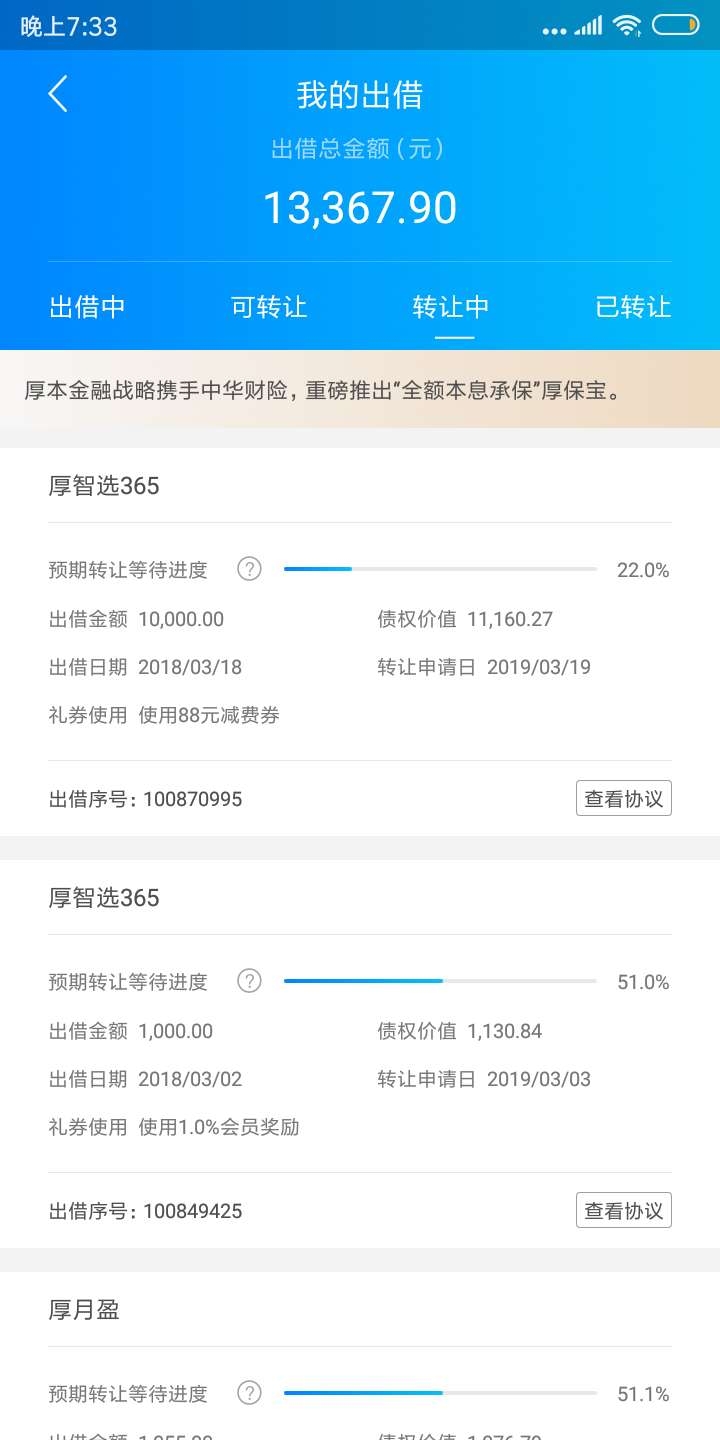 晚上7:33
我的出借
出借总金额(元)
13,367.90
出借中 可转让 转让中 已转让
厚本金融战略携手中华财险，重磅推出“全额本息承保”厚保宝。
厚智选365
预期转让等待进度 ? 22.0%
出借金额 10,000.00 债权价值 11,160.27
出借日期 2018/03/18 转让申请日 2019/03/19
礼券使用 使用88元减费券
出借序号: 100870995 查看协议
厚智选365
预期转让等待进度 ? 51.0%
出借金额 1,000.00 债权价值 1,130.84
出借日期 2018/03/02 转让申请日 2019/03/03
礼券使用 使用1.0%会员奖励
出借序号: 100849425 查看协议
厚月盈
预期转让等待进度 ? 51.1%
出借金额 债权价值